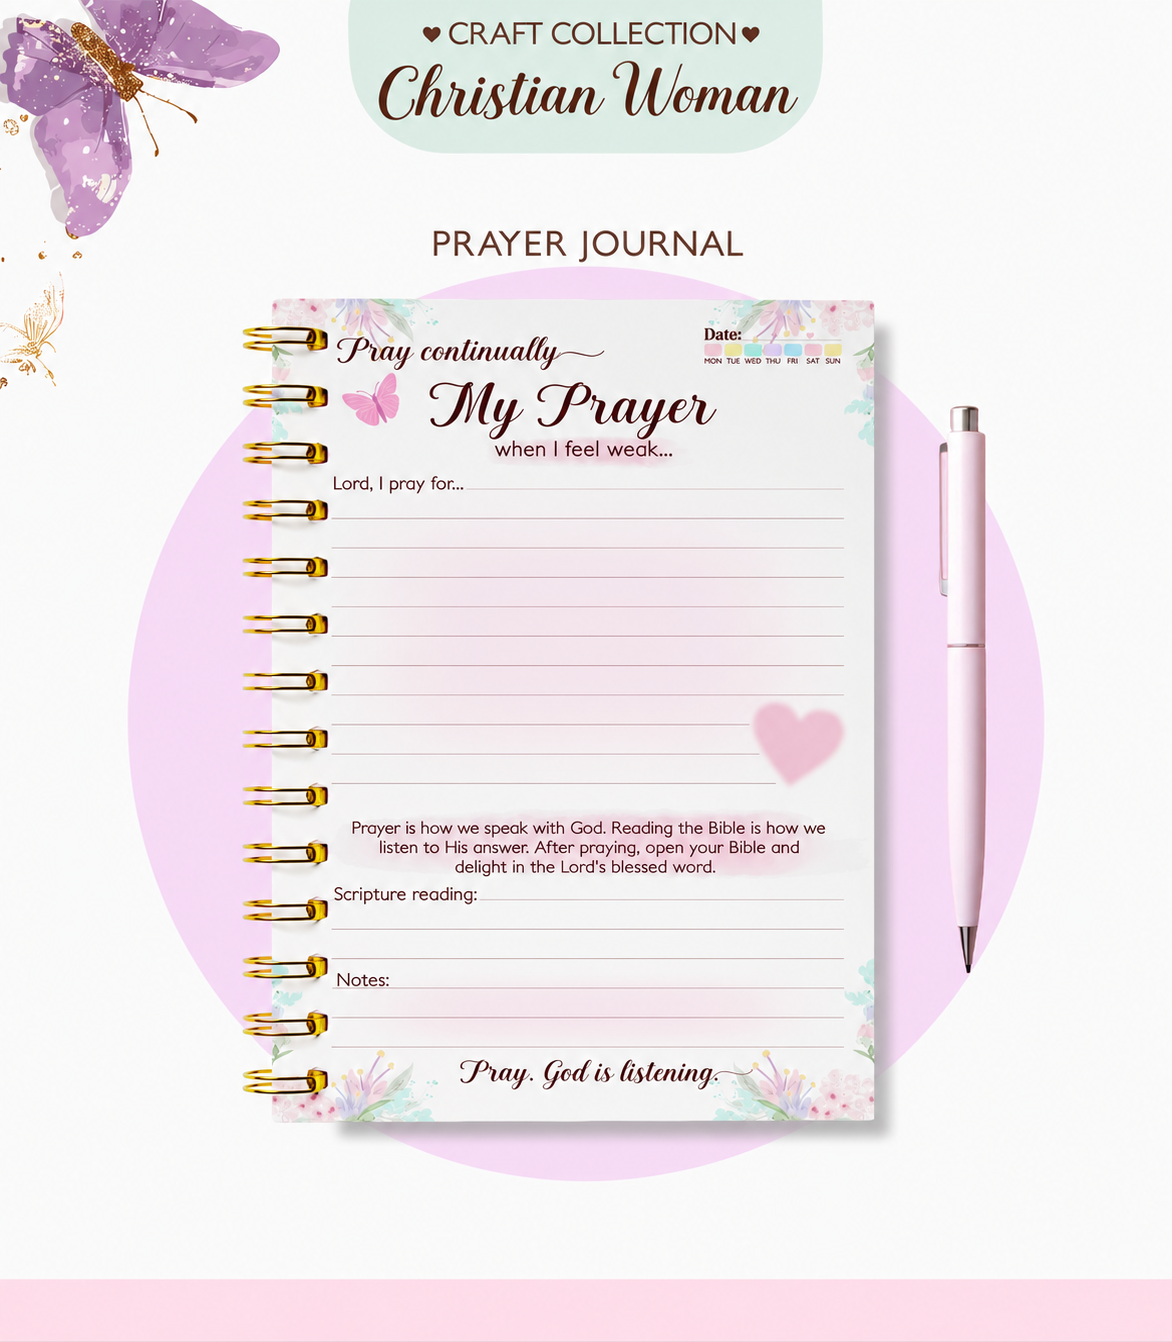 ♥ CRAFT COLLECTION ♥
Christian Woman
PRAYER JOURNAL
Pray continually
Date:
MON TUE WED THU FRI SAT SUN
My Prayer
when I feel weak...
Lord, I pray for...
Prayer is how we speak with God. Reading the Bible is how we
listen to His answer. After praying, open your Bible and
delight in the Lord's blessed word.
Scripture reading:
Notes:
Pray. God is listening.